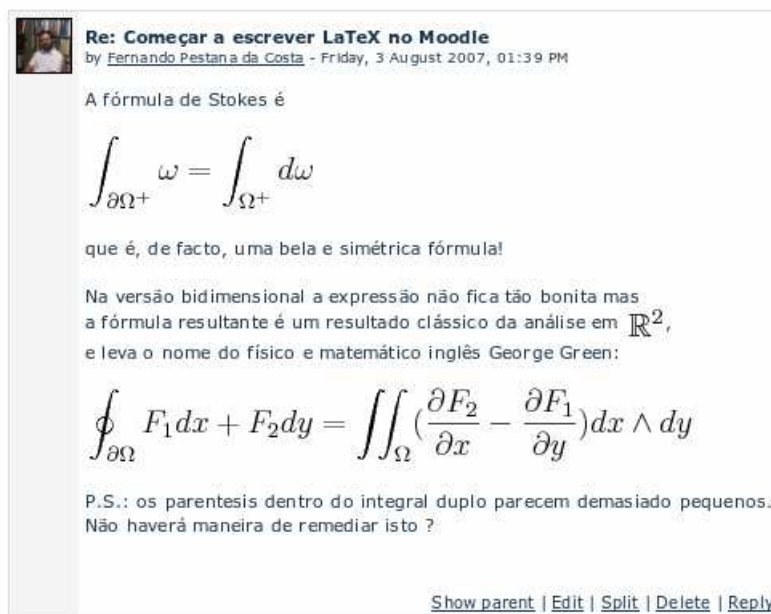 Re: Começar a escrever LaTeX no Moodle
by Fernando Pestana da Costa - Friday, 3 August 2007, 01:39 PM
A fórmula de Stokes é
∫_{∂Ω⁺} ω = ∫_{Ω⁺} dω
que é, de facto, uma bela e simétrica fórmula!
Na versão bidimensional a expressão não fica tão bonita mas
a fórmula resultante é um resultado clássico da análise em ℝ²,
e leva o nome do físico e matemático inglês George Green:
∮_{∂Ω} F₁dx + F₂dy = ∬_{Ω} (∂F₂/∂x − ∂F₁/∂y)dx ∧ dy
P.S.: os parentesis dentro do integral duplo parecem demasiado pequenos.
Não haverá maneira de remediar isto ?
Show parent | Edit | Split | Delete | Reply